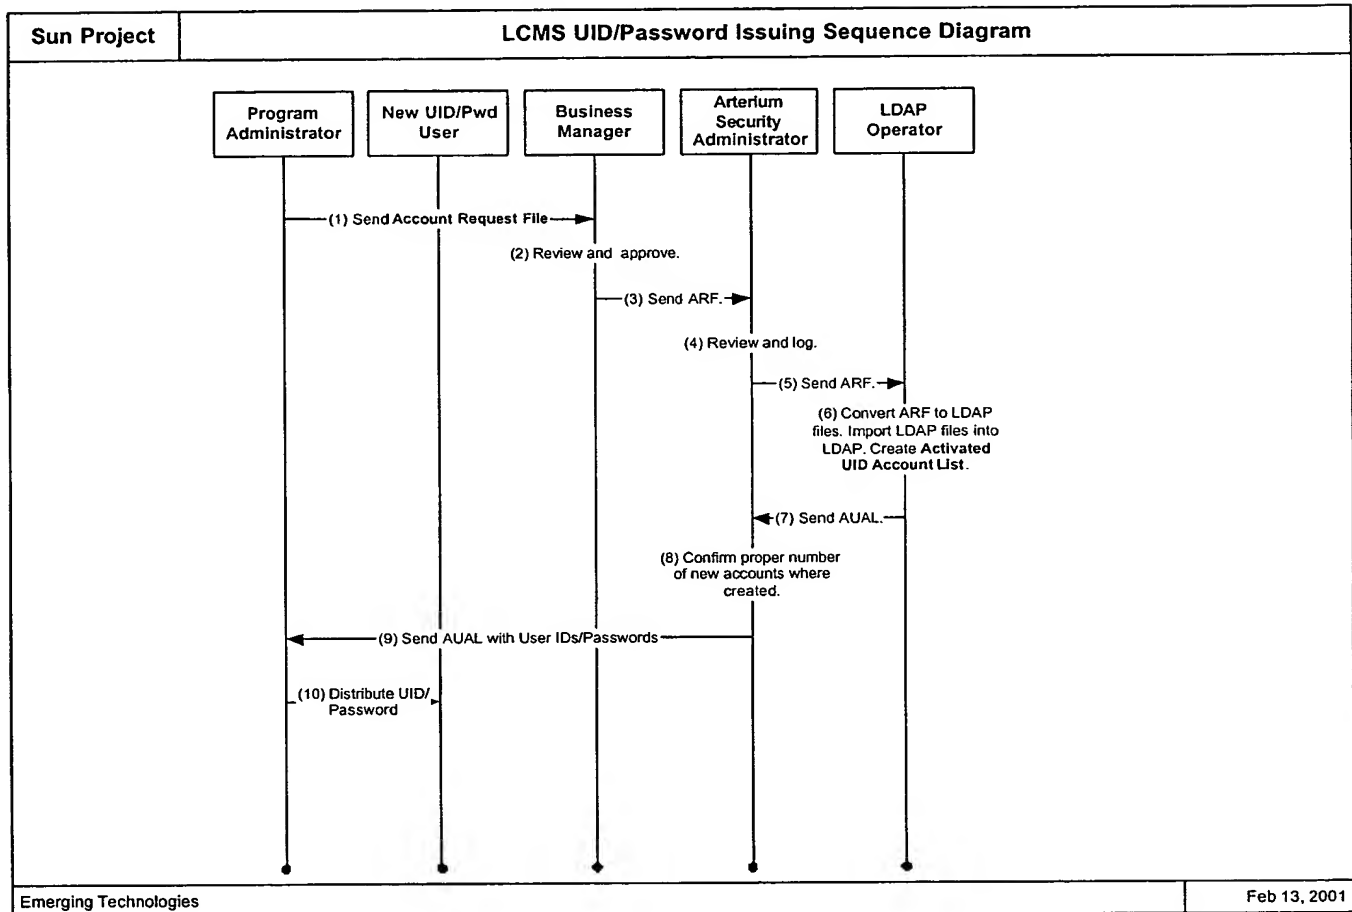 Sun Project
LCMS UID/Password Issuing Sequence Diagram
Program
Administrator
New UID/Pwd
User
Business
Manager
Arterium
Security
Administrator
LDAP
Operator
(1) Send Account Request File
(2) Review and approve.
(3) Send ARF.
(4) Review and log.
(5) Send ARF.
(6) Convert ARF to LDAP
files. Import LDAP files into
LDAP. Create Activated
UID Account List.
(7) Send AUAL.
(8) Confirm proper number
of new accounts where
created.
(9) Send AUAL with User IDs/Passwords
(10) Distribute UID/
Password
Emerging Technologies
Feb 13, 2001